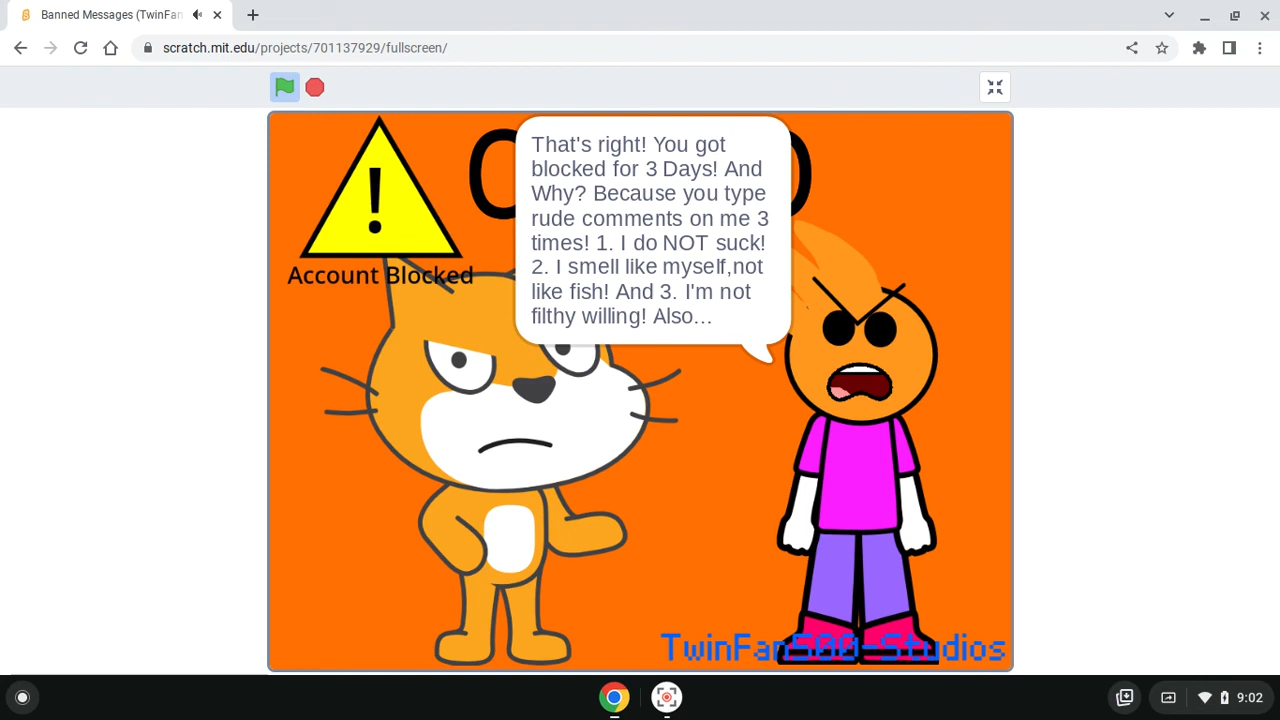 Banned Messages (TwinFan
scratch.mit.edu/projects/701137929/fullscreen/
!
Account Blocked
That's right! You got
blocked for 3 Days! And
Why? Because you type
rude comments on me 3
times! 1. I do NOT suck!
2. I smell like myself,not
like fish! And 3. I'm not
filthy willing! Also...
TwinFan500-Studios
9:02